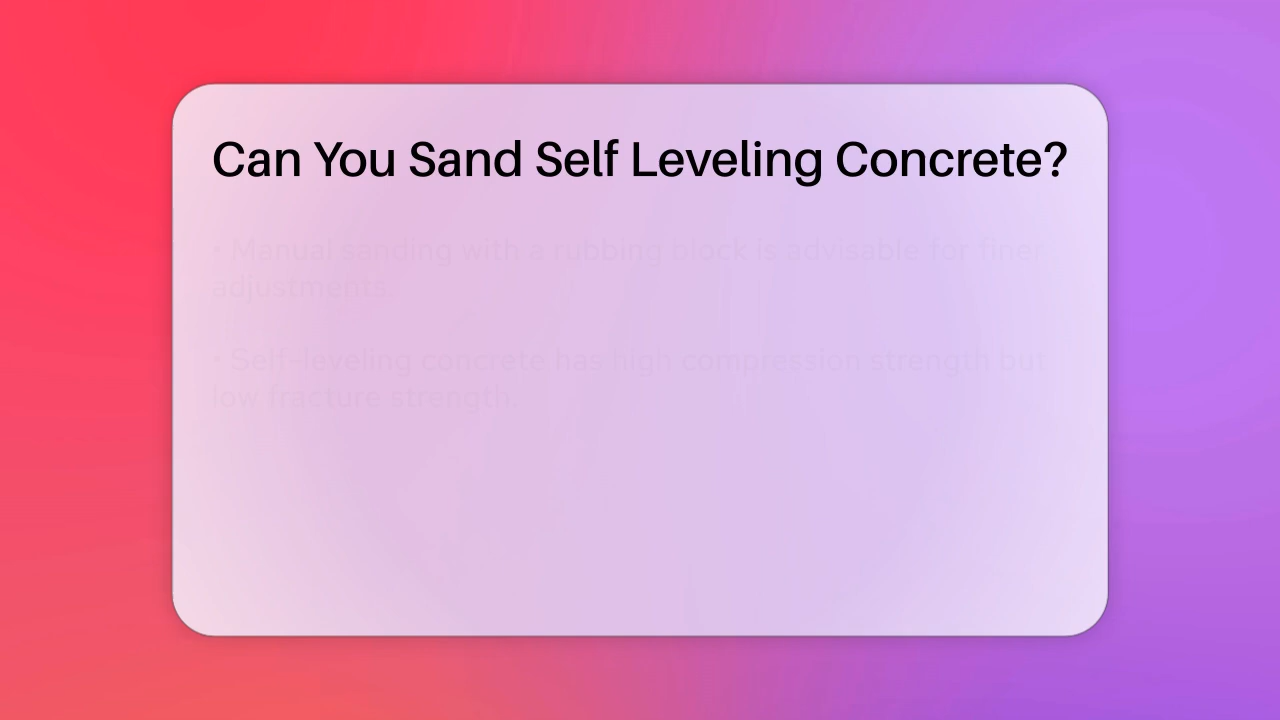 Can You Sand Self Leveling Concrete?
• Manual sanding with a rubbing block is advisable for finer
adjustments.
• Self-leveling concrete has high compression strength but
low fracture strength.